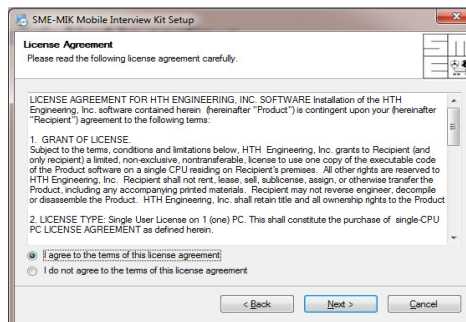 SME-MIK Mobile Interview Kit Setup
License Agreement
Please read the following license agreement carefully.
LICENSE AGREEMENT FOR HTH ENGINEERING, INC. SOFTWARE Installation of the HTH
Engineering, Inc. software contained herein (hereinafter "Product") is contingent upon your (hereinafter
"Recipient") agreement to the following terms:
1. GRANT OF LICENSE.
Subject to the terms, conditions and limitations below, HTH Engineering, Inc. grants to Recipient (and
only recipient) a limited, non-exclusive, nontransferable, license to use one copy of the executable code
of the Product software on a single CPU residing on Recipient's premises. All other rights are reserved to
HTH Engineering, Inc. Recipient shall not rent, lease, sell, sublicense, assign, or otherwise transfer the
Product, including any accompanying printed materials. Recipient may not reverse engineer, decompile
or disassemble the Product. HTH Engineering, Inc. shall retain title and all ownership rights to the Product
2. LICENSE TYPE: Single User License on 1 (one) PC. This shall constitute the purchase of single-CPU
PC LICENSE AGREEMENT as defined herein.
I agree to the terms of this license agreement
I do not agree to the terms of this license agreement
< Back
Next >
Cancel